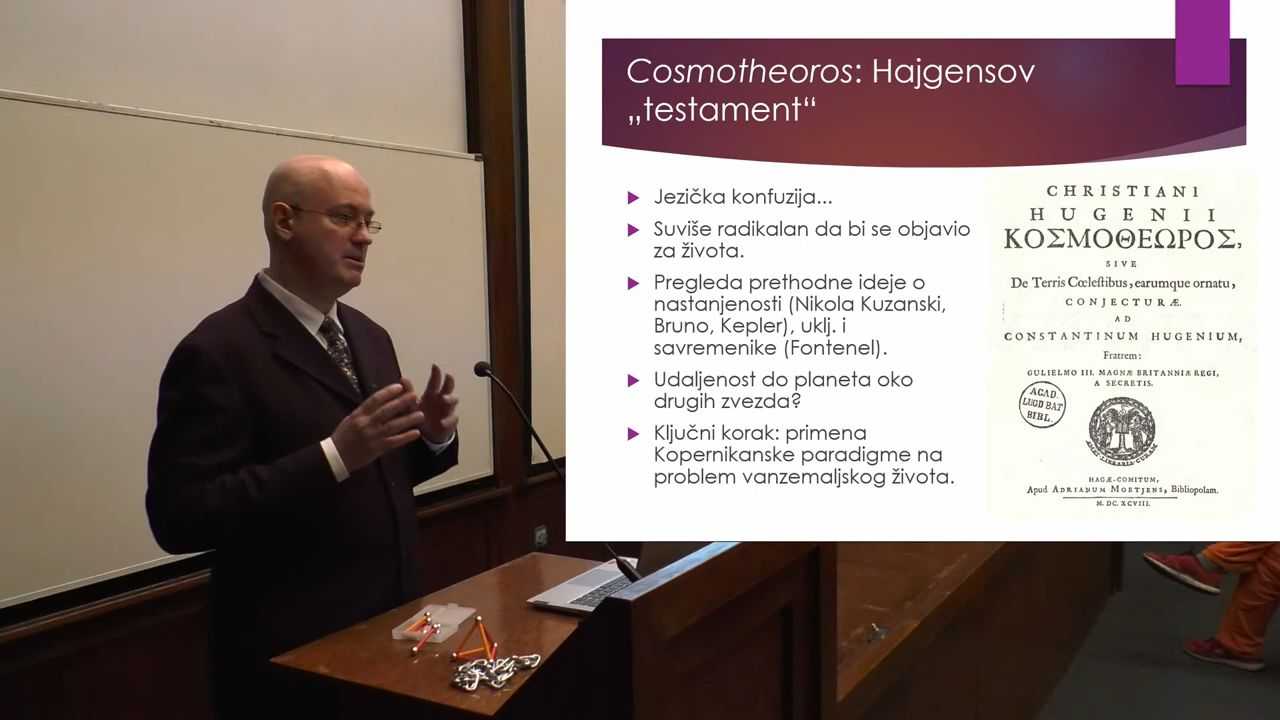 Cosmotheoros: Hajgensov
„testament“
Jezička konfuzija...
Suviše radikalan da bi se objavio
za života.
Pregleda prethodne ideje o
nastanjenosti (Nikola Kuzanski,
Bruno, Kepler), uklj. i
savremenike (Fontenel).
Udaljenost do planeta oko
drugih zvezda?
Ključni korak: primena
Kopernikanske paradigme na
problem vanzemaljskog života.
CHRISTIANI
HUGENII
ΚΟΣΜΟΘΕΩΡΟΣ,
SIVE
De Terris Cœleſtibus, earumque ornatu,
CONJECTURÆ.
AD
CONSTANTINUM HUGENIUM,
Fratrem:
GULIELMO III. MAGNÆ BRITANNIÆ REGI,
A SECRETIS.
ACAD.
LUGD BAT
BIBL.
HAGÆ-COMITUM,
Apud ADRIANUM MOETJENS, Bibliopolam.
M. DC. XCVIII.